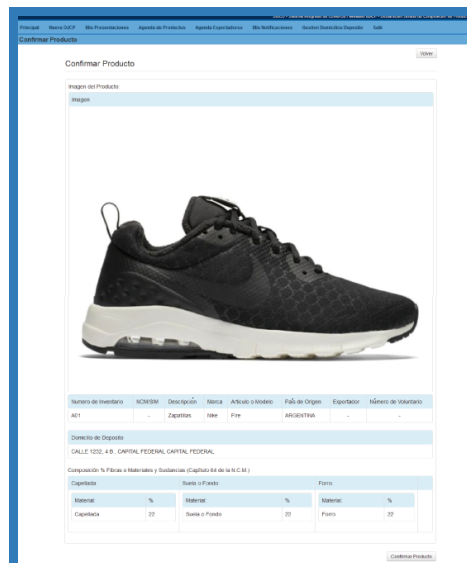 Principal Nueva DJCP Mis Presentaciones Agenda de Productos Agenda Exportadores Mis Notificaciones Gestion Domicilios Deposito Salir
Confirmar Producto
Volver
Confirmar Producto
Imagen del Producto:
Imagen
Numero de Inventario NCM/SIM Descripción Marca Artículo o Modelo País de Origen Exportador Número de Voluntario
A01 - Zapatillas Nike Fire ARGENTINA - -
Domicilio de Deposito
CALLE 1232, 4 B , CAPITAL FEDERAL CAPITAL FEDERAL
Composición % Fibras o Materiales y Sustancias (Capítulo 64 de la N.C.M.)
Capellada Suela o Fondo Forro
Material % Material % Material %
Capellada 22 Suela o Fondo 22 Forro 22
Confirmar Producto